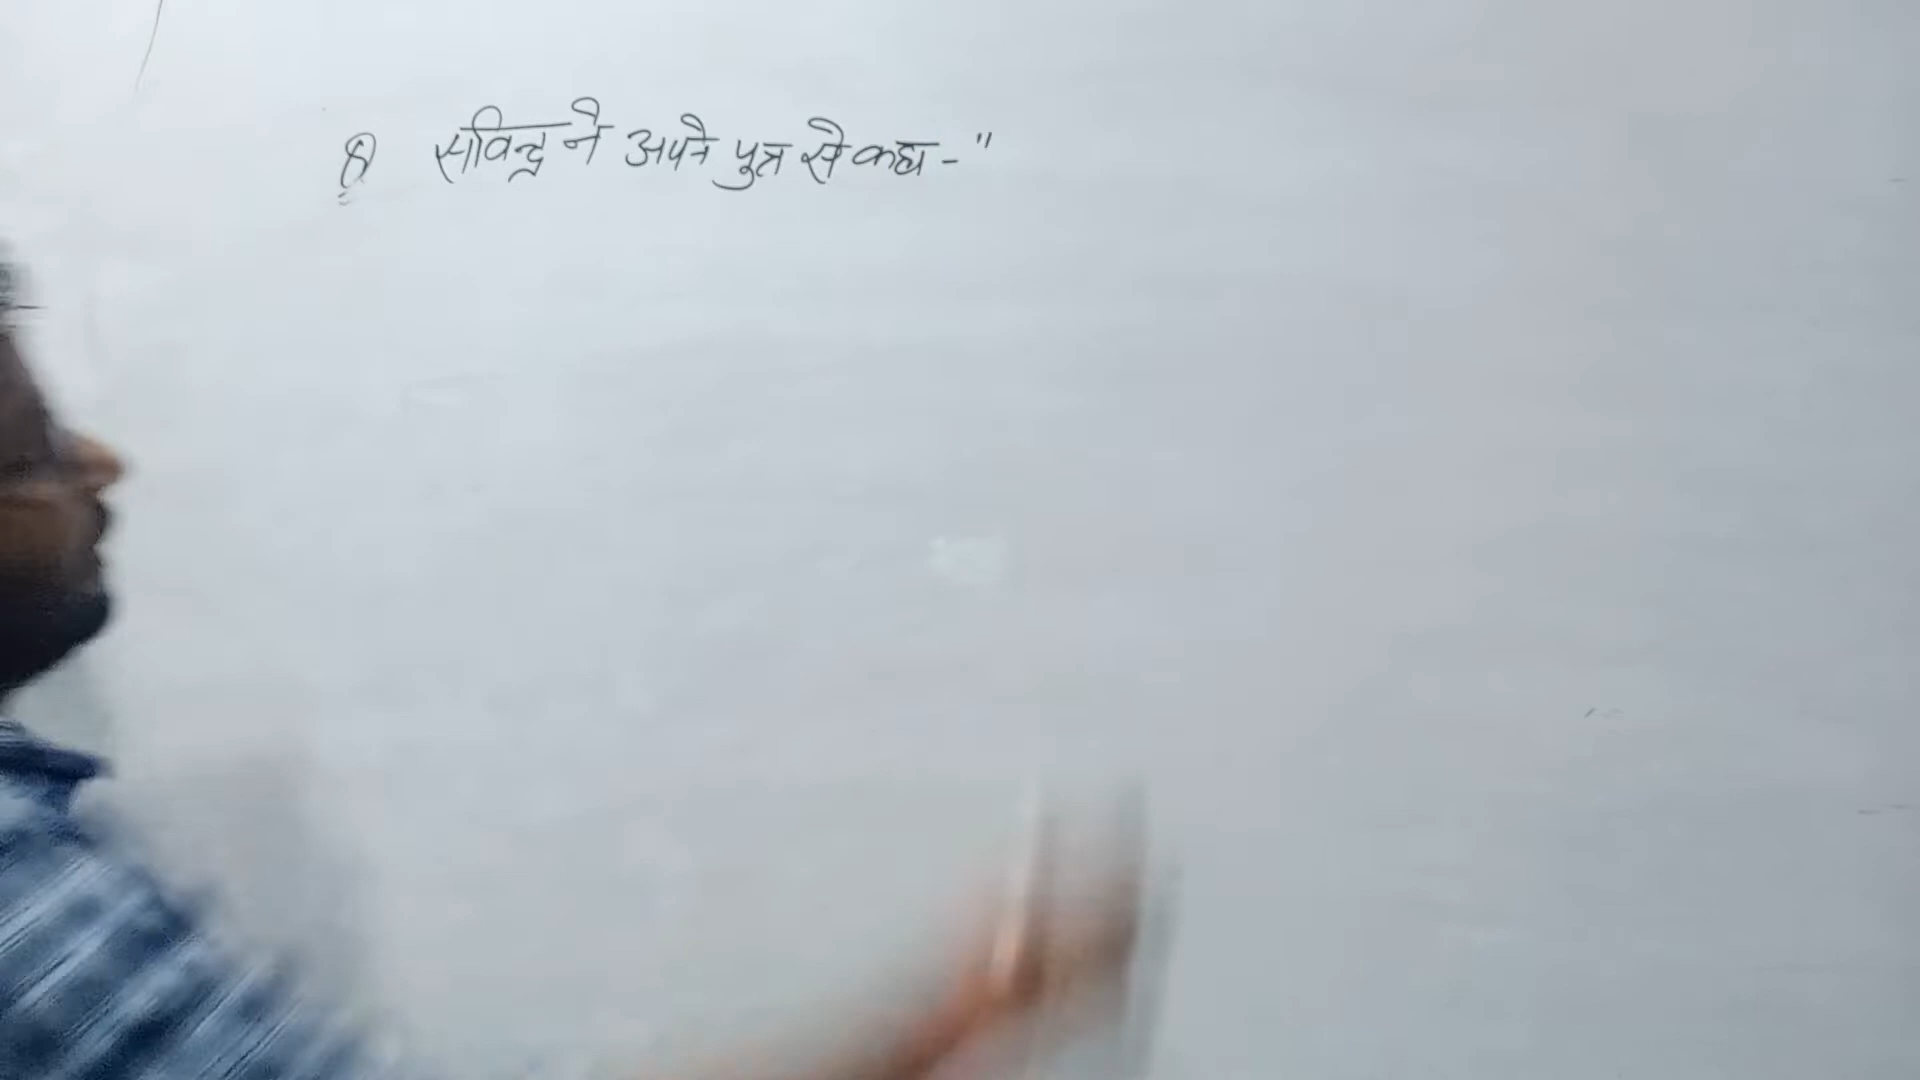 Q सविन्द्र ने अपने पुत्र से कहा - "